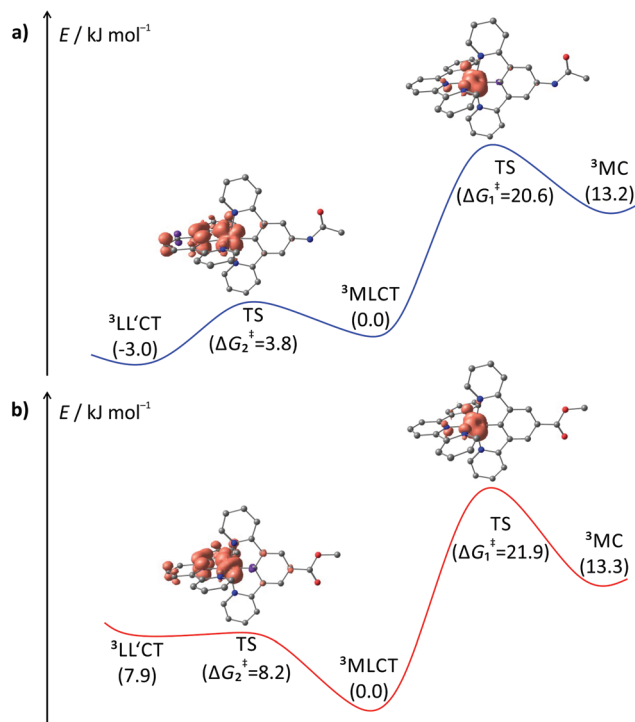 a)
E / kJ mol⁻¹
TS
(ΔG₁‡=20.6)
³MC
(13.2)
³LL'CT
(-3.0)
TS
(ΔG₂‡=3.8)
³MLCT
(0.0)
b)
E / kJ mol⁻¹
TS
(ΔG₁‡=21.9)
³MC
(13.3)
³LL'CT
(7.9)
TS
(ΔG₂‡=8.2)
³MLCT
(0.0)